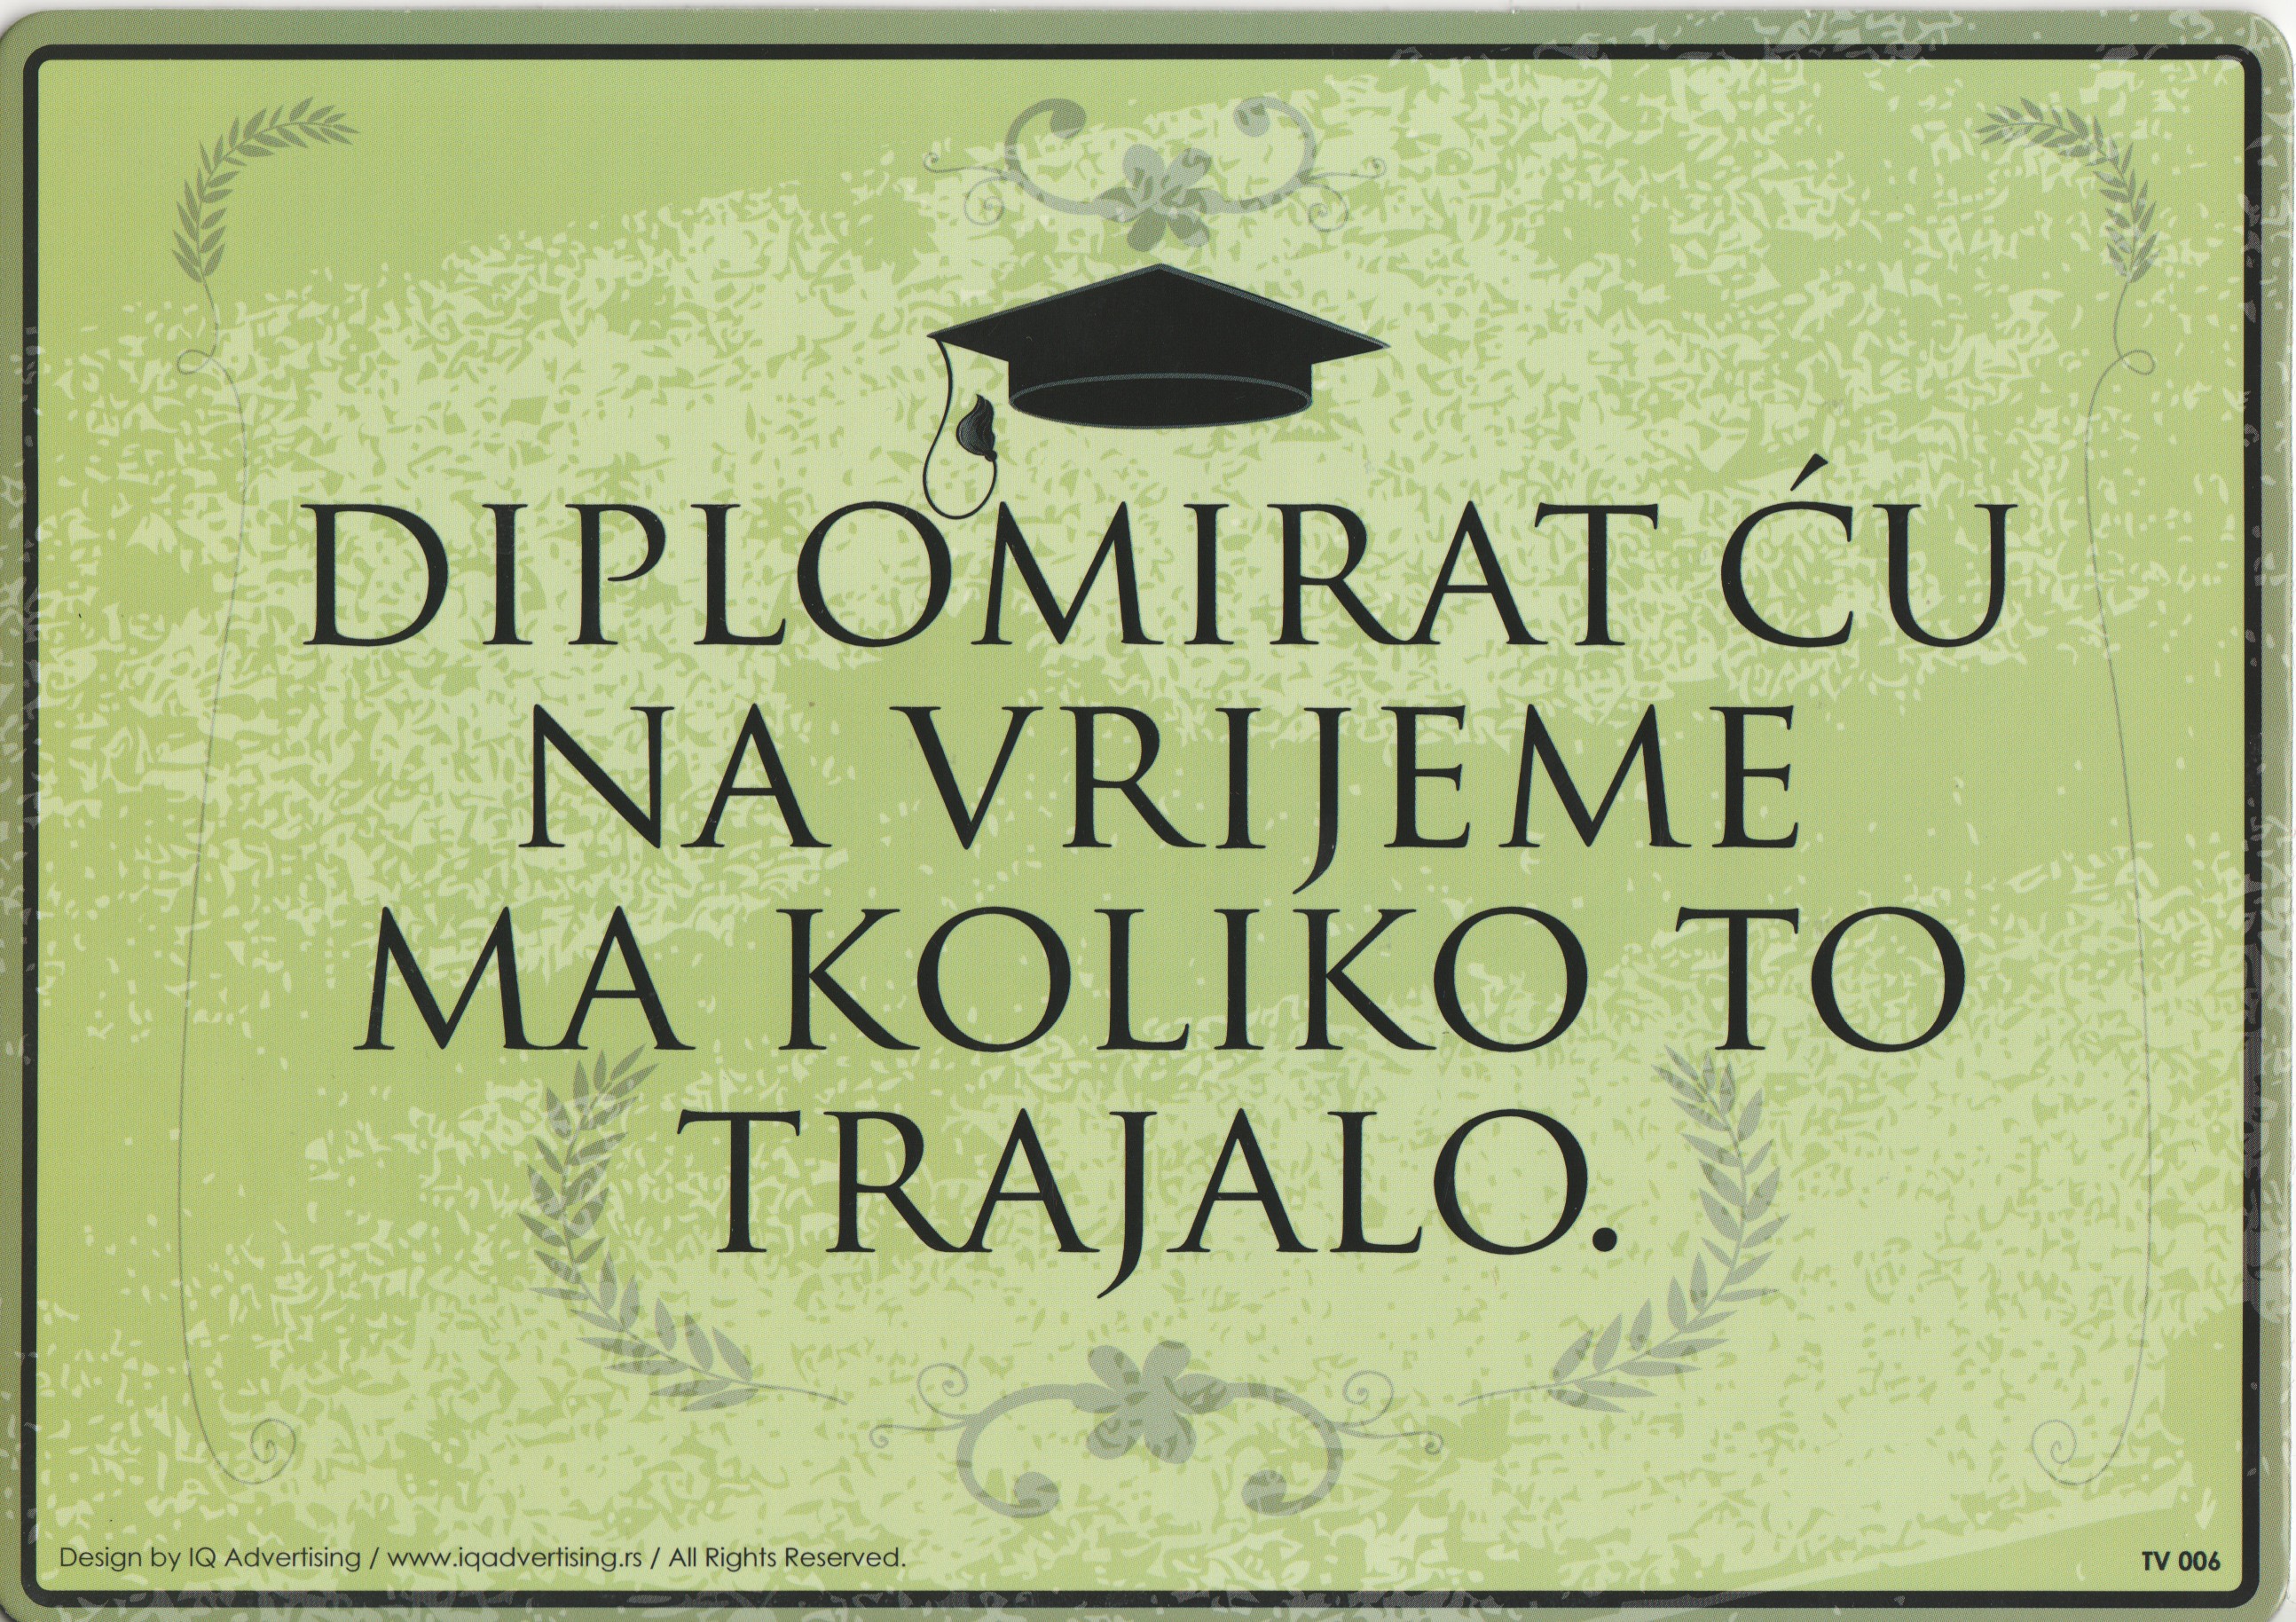 DIPLOMIRAT ĆU
NA VRIJEME
MA KOLIKO TO
TRAJALO.
Design by IQ Advertising / www.iqadvertising.rs / All Rights Reserved.
TV 006